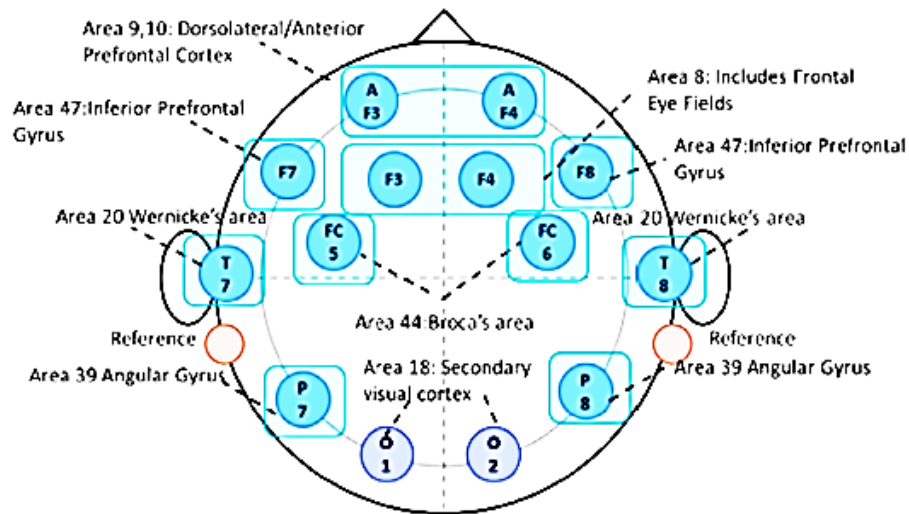 Area 9,10: Dorsolateral/Anterior
Prefrontal Cortex
Area 8: Includes Frontal
Eye Fields
Area 47:Inferior Prefrontal
Gyrus
Area 47:Inferior Prefrontal
Gyrus
A
F3
A
F4
F7
F3
F4
F8
Area 20 Wernicke's area
Area 20 Wernicke's area
FC
5
FC
6
T
7
T
8
Area 44:Broca's area
Reference
Reference
Area 39 Angular Gyrus
Area 18: Secondary
visual cortex
Area 39 Angular Gyrus
P
7
P
8
O
1
O
2